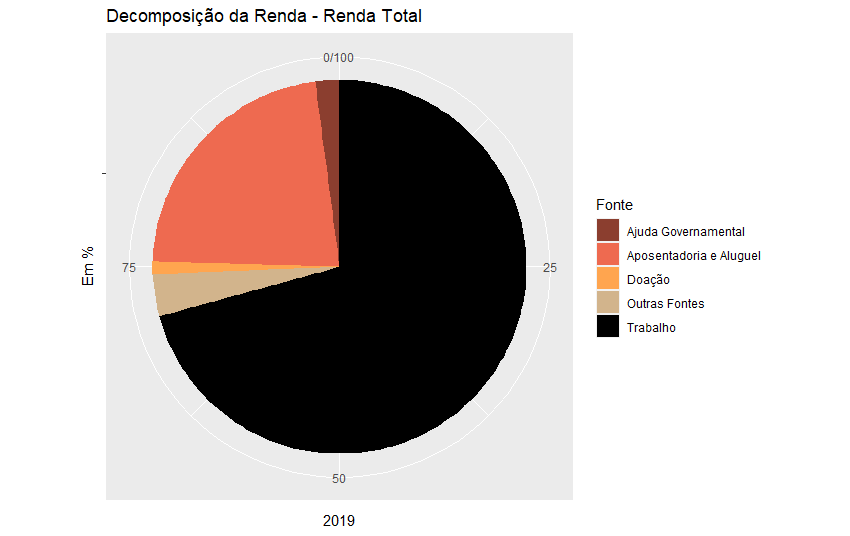 Decomposição da Renda - Renda Total
0/100
25
50
75
Em %
2019
Fonte
Ajuda Governamental
Aposentadoria e Aluguel
Doação
Outras Fontes
Trabalho